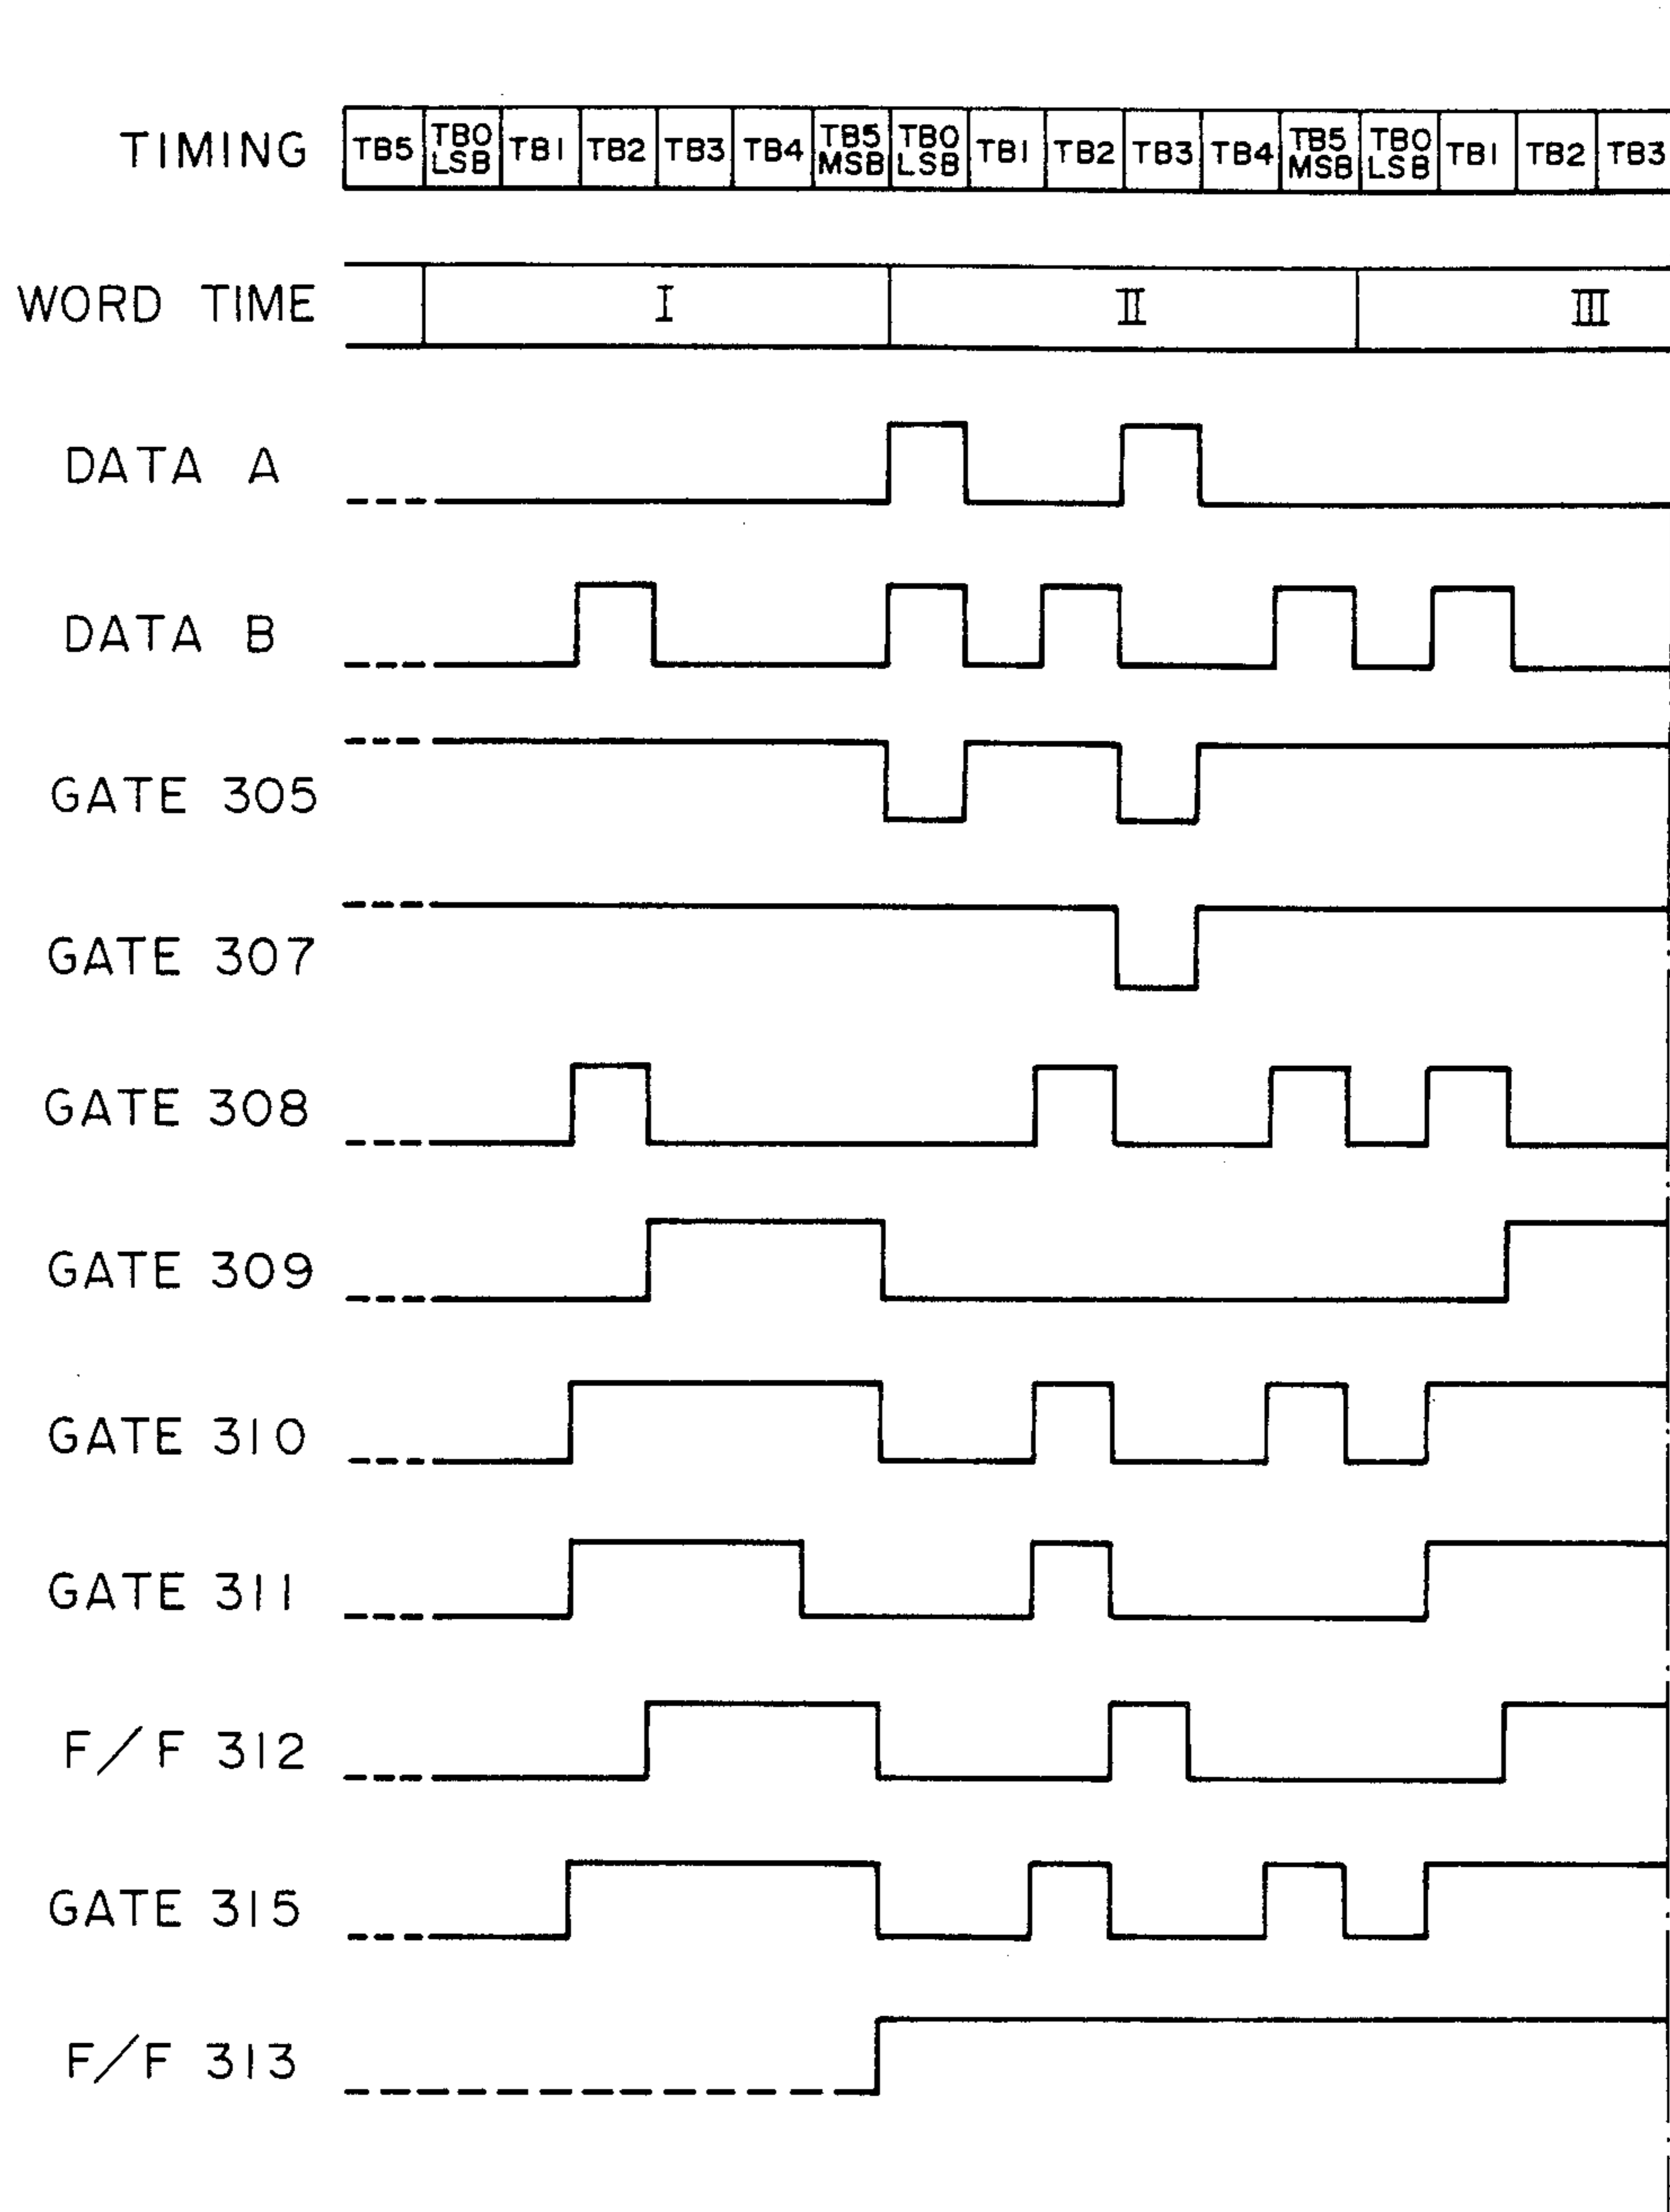 TIMING TB5 TB0 LSB TB1 TB2 TB3 TB4 TB5 MSB TB0 LSB TB1 TB2 TB3 TB4 TB5 MSB TB0 LSB TB1 TB2 TB3
WORD TIME I II III
DATA A
DATA B
GATE 305
GATE 307
GATE 308
GATE 309
GATE 310
GATE 311
F/F 312
GATE 315
F/F 313